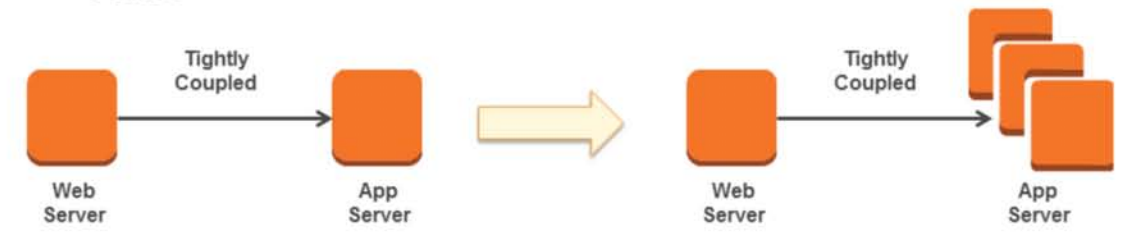 Tightly
Coupled
Web
Server
App
Server
Tightly
Coupled
Web
Server
App
Server